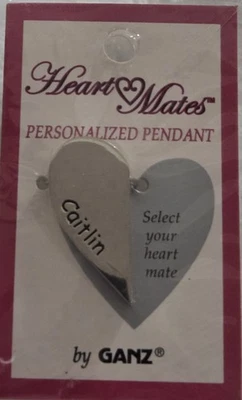 Heart Mates™
PERSONALIZED PENDANT
Caitlin
Select
your
heart
mate
by GANZ®